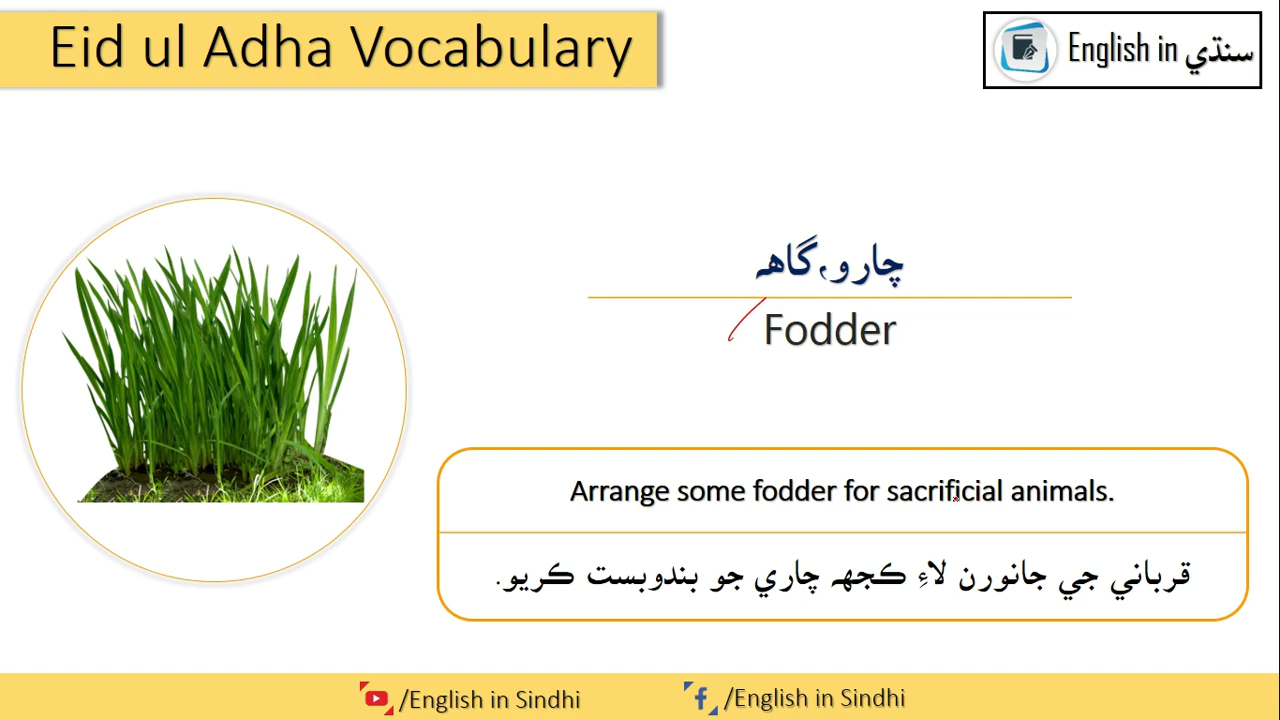 Eid ul Adha Vocabulary
English in سنڌي
چارو، گاهه
Fodder
Arrange some fodder for sacrificial animals.
قرباني جي جانورن لاءِ ڪجهه چاري جو بندوبست ڪريو.
/English in Sindhi
/English in Sindhi